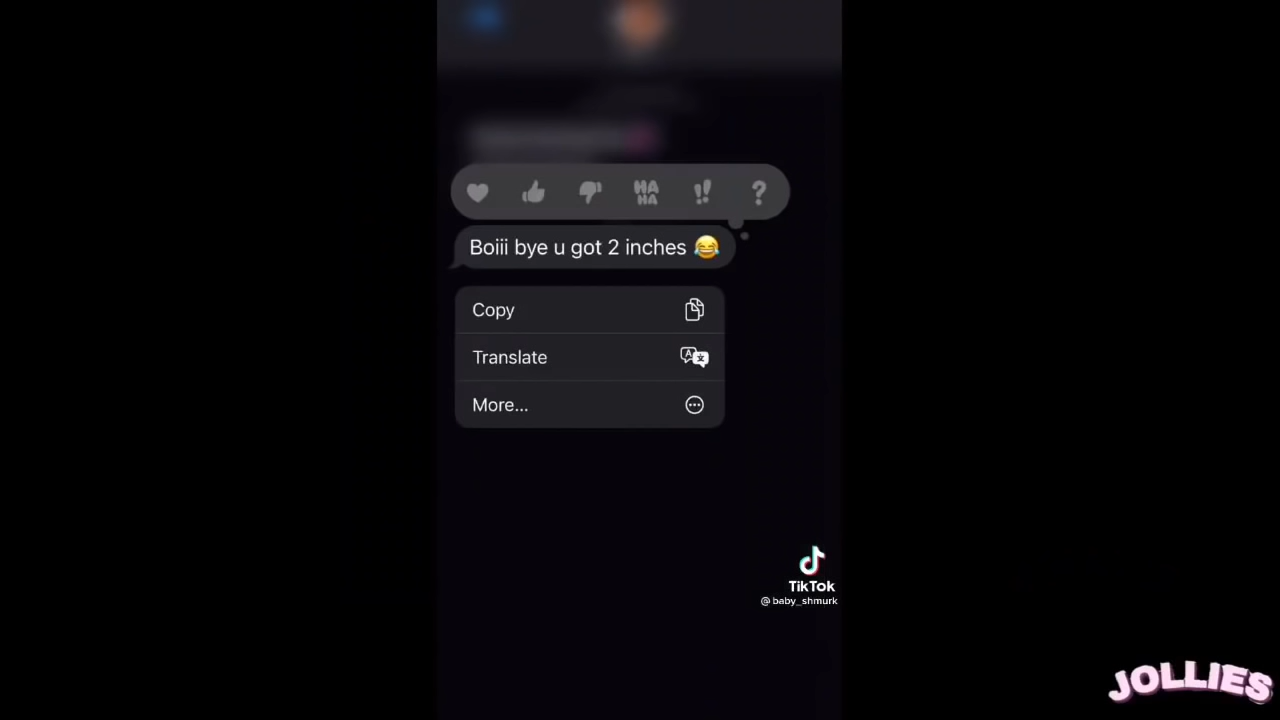 HA
HA
Boiii bye u got 2 inches 😂
Copy
Translate
More...
TikTok
@baby_shmurk
JOLLIES